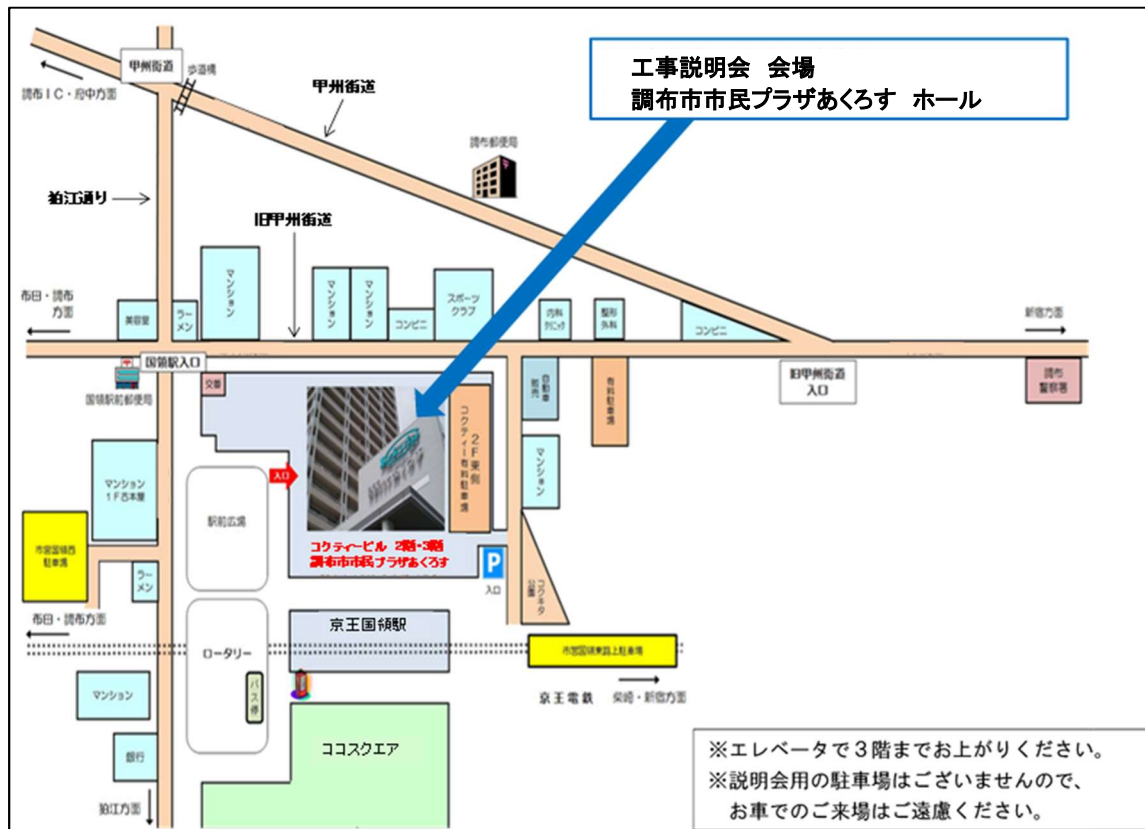 工事説明会 会場
調布市市民プラザあくろす ホール
甲州街道
歩道橋
調布IC・府中方面
甲州街道
調布郵便局
狛江通り
旧甲州街道
マンション
マンション
マンション
スポーツ
クラブ
コンビニ
内科
クリニック
整形
外科
コンビニ
新宿方面
布田・調布
方面
美容室
ラーメン
国領駅入口
国領駅前郵便局
交番
自動車
販売
有料駐車場
旧甲州街道
入口
調布
警察署
2F東側
コクティー有料駐車場
マンション
マンション
1F古本屋
駅前広場
入口
コクティービル 2階・3階
調布市市民プラザあくろす
P
入口
コクキタ
公園
市営国領西
駐車場
ラーメン
布田・調布方面
京王国領駅
ロータリー
市営国領東路上駐車場
京王電鉄
柴崎・新宿方面
マンション
バス停
銀行
ココスクエア
狛江方面
※エレベータで3階までお上がりください。
※説明会用の駐車場はございませんので、
お車でのご来場はご遠慮ください。